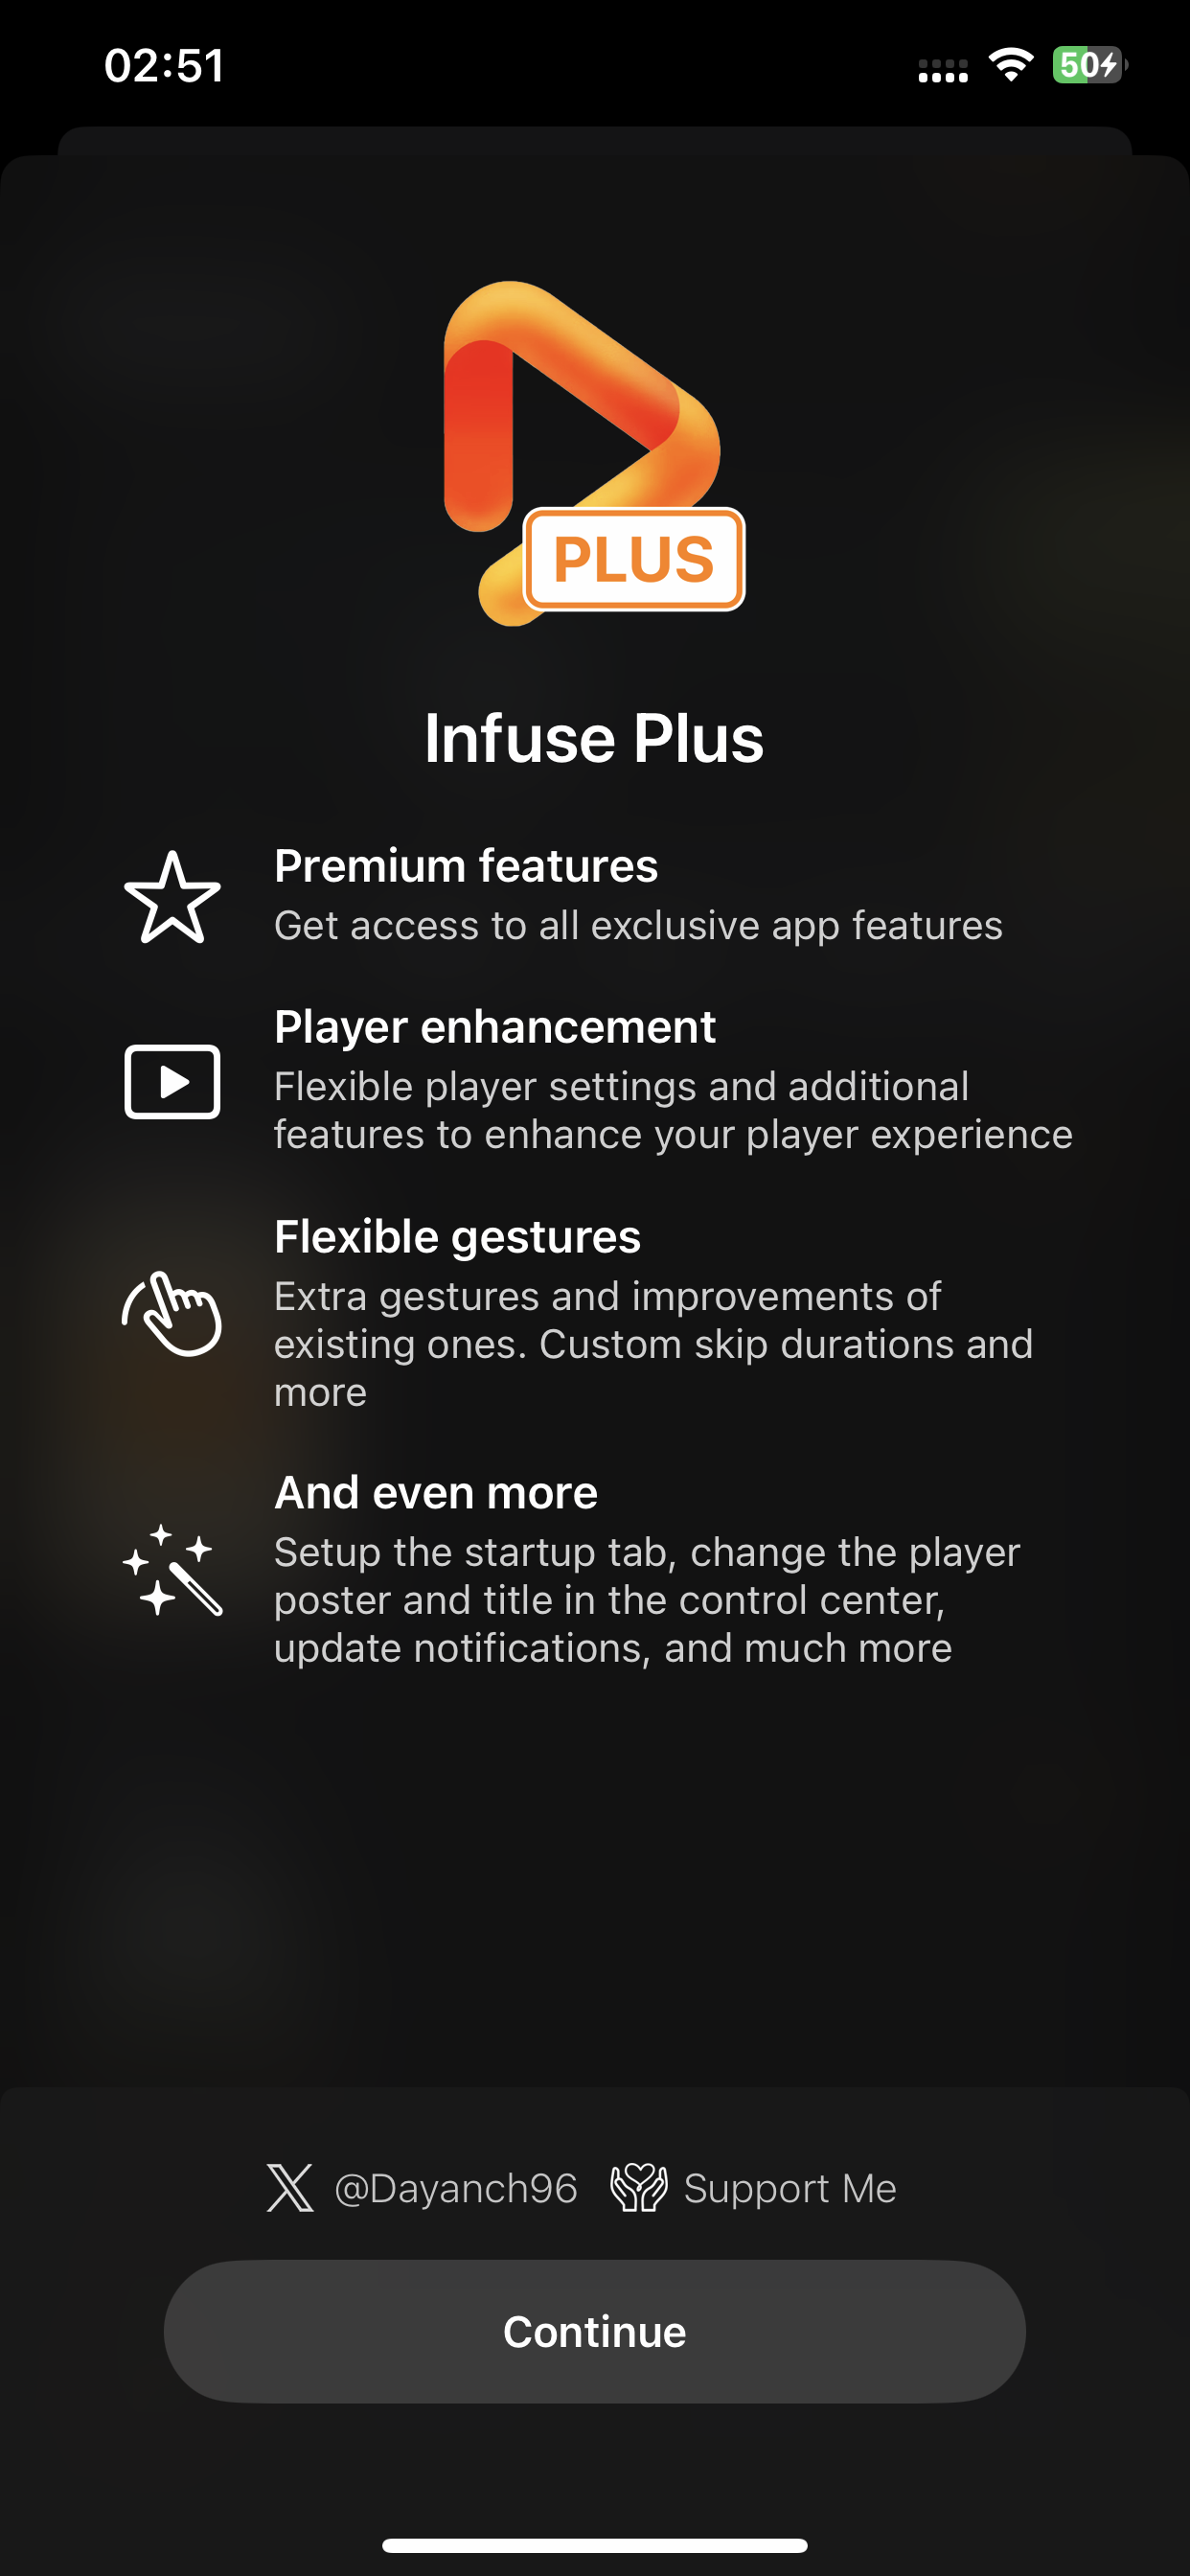 02:51
50
PLUS
Infuse Plus
Premium features
Get access to all exclusive app features
Player enhancement
Flexible player settings and additional
features to enhance your player experience
Flexible gestures
Extra gestures and improvements of
existing ones. Custom skip durations and
more
And even more
Setup the startup tab, change the player
poster and title in the control center,
update notifications, and much more
@Dayanch96 Support Me
Continue